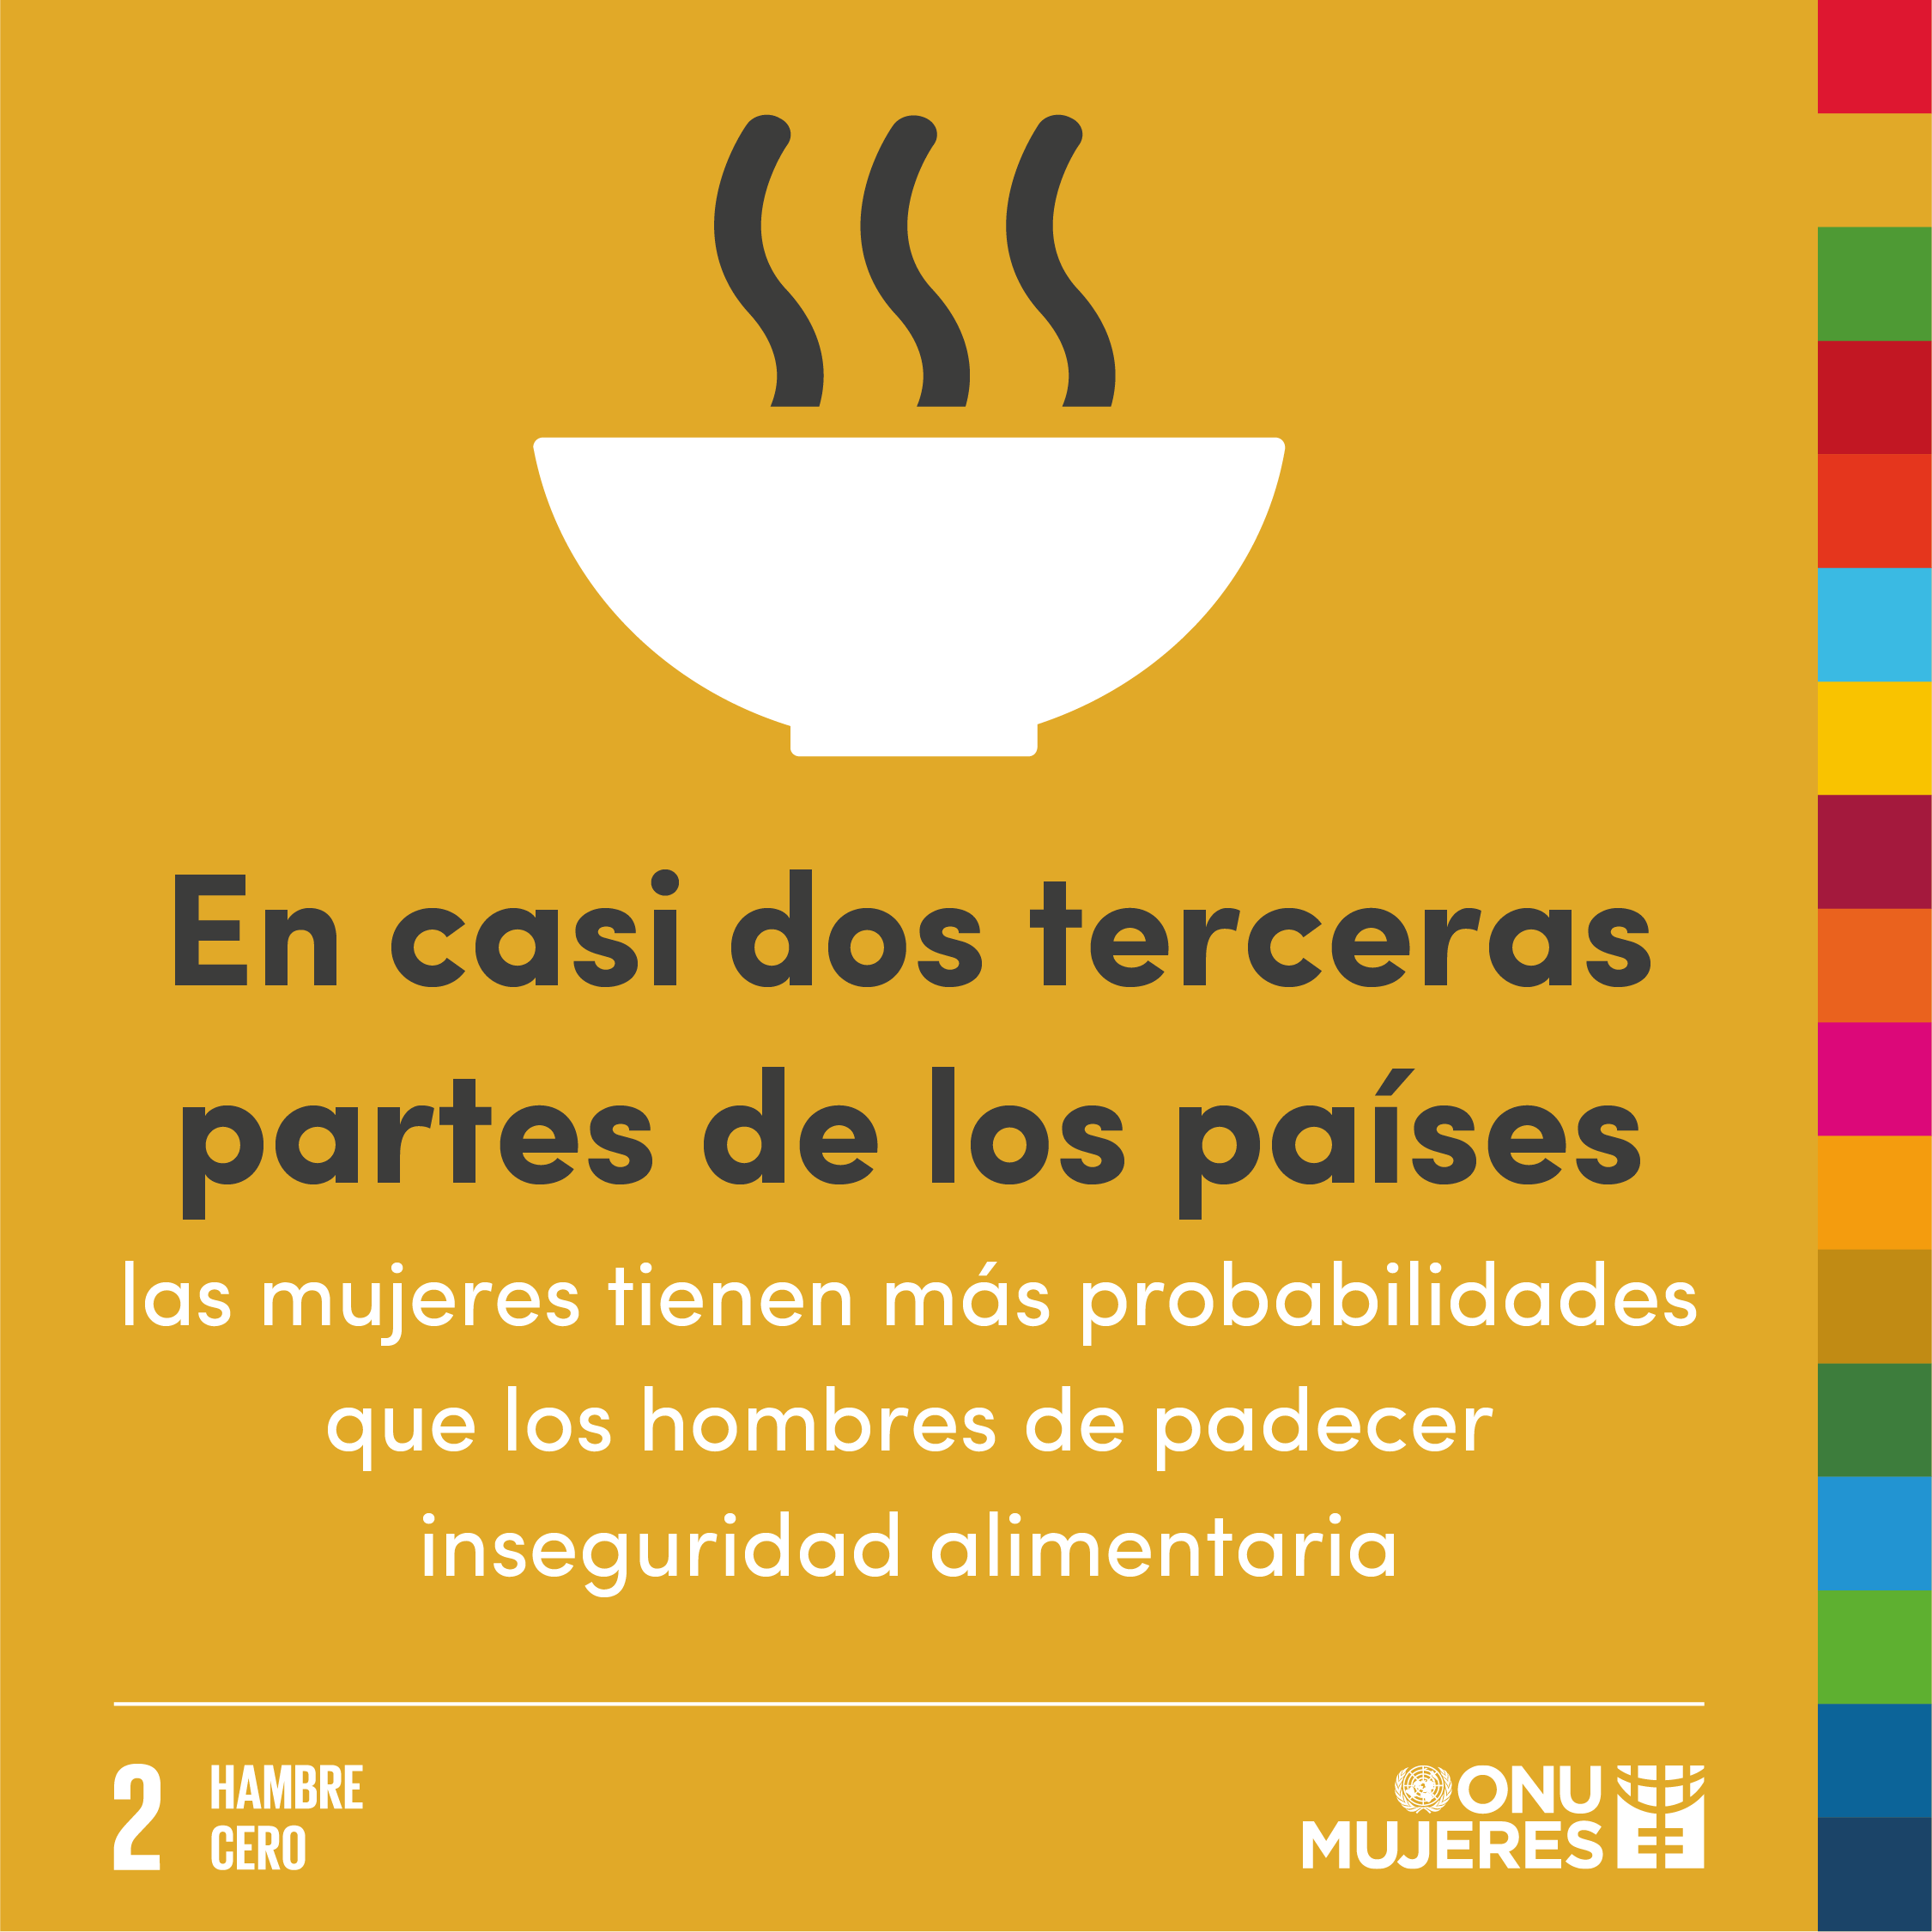 En casi dos terceras
partes de los países
las mujeres tienen más probabilidades
que los hombres de padecer
inseguridad alimentaria
2 HAMBRE
CERO
ONU
MUJERES